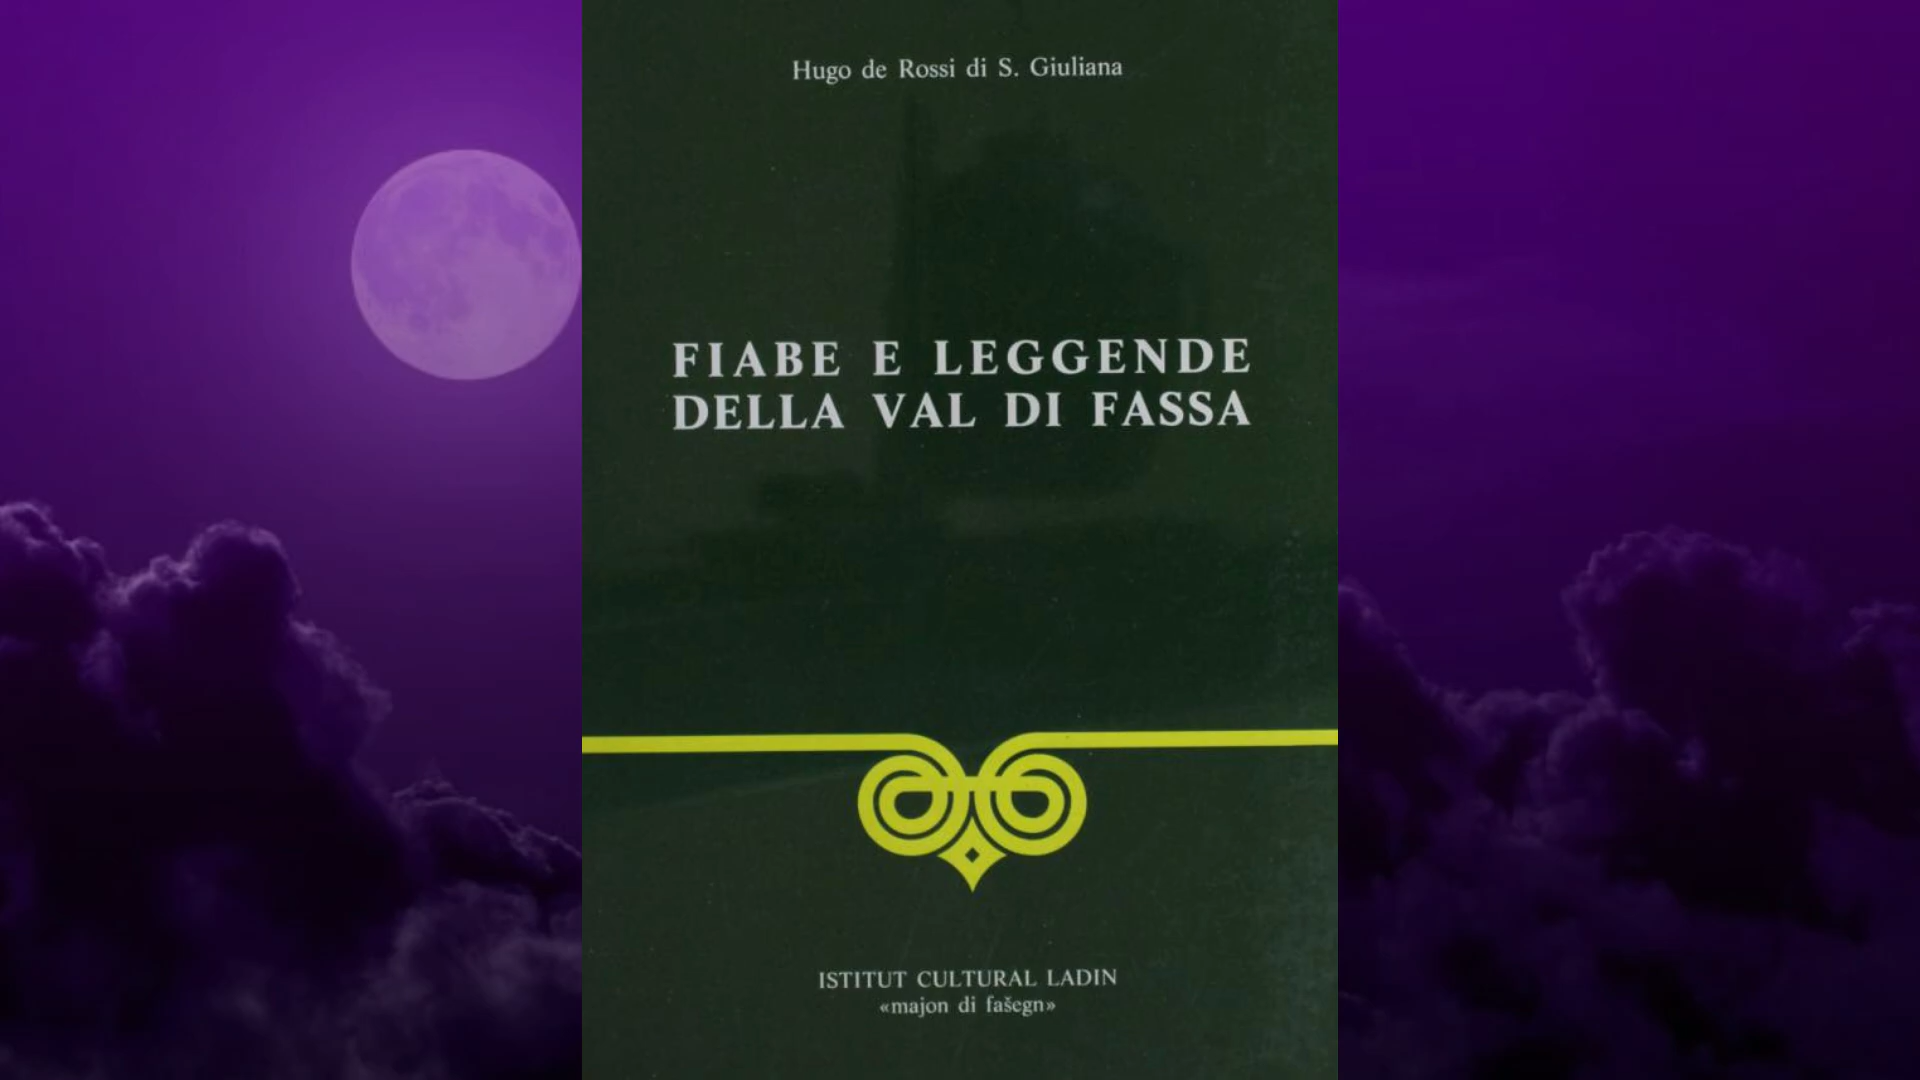 Hugo de Rossi di S. Giuliana
FIABE E LEGGENDE
DELLA VAL DI FASSA
ISTITUT CULTURAL LADIN
«majon di fašegn»